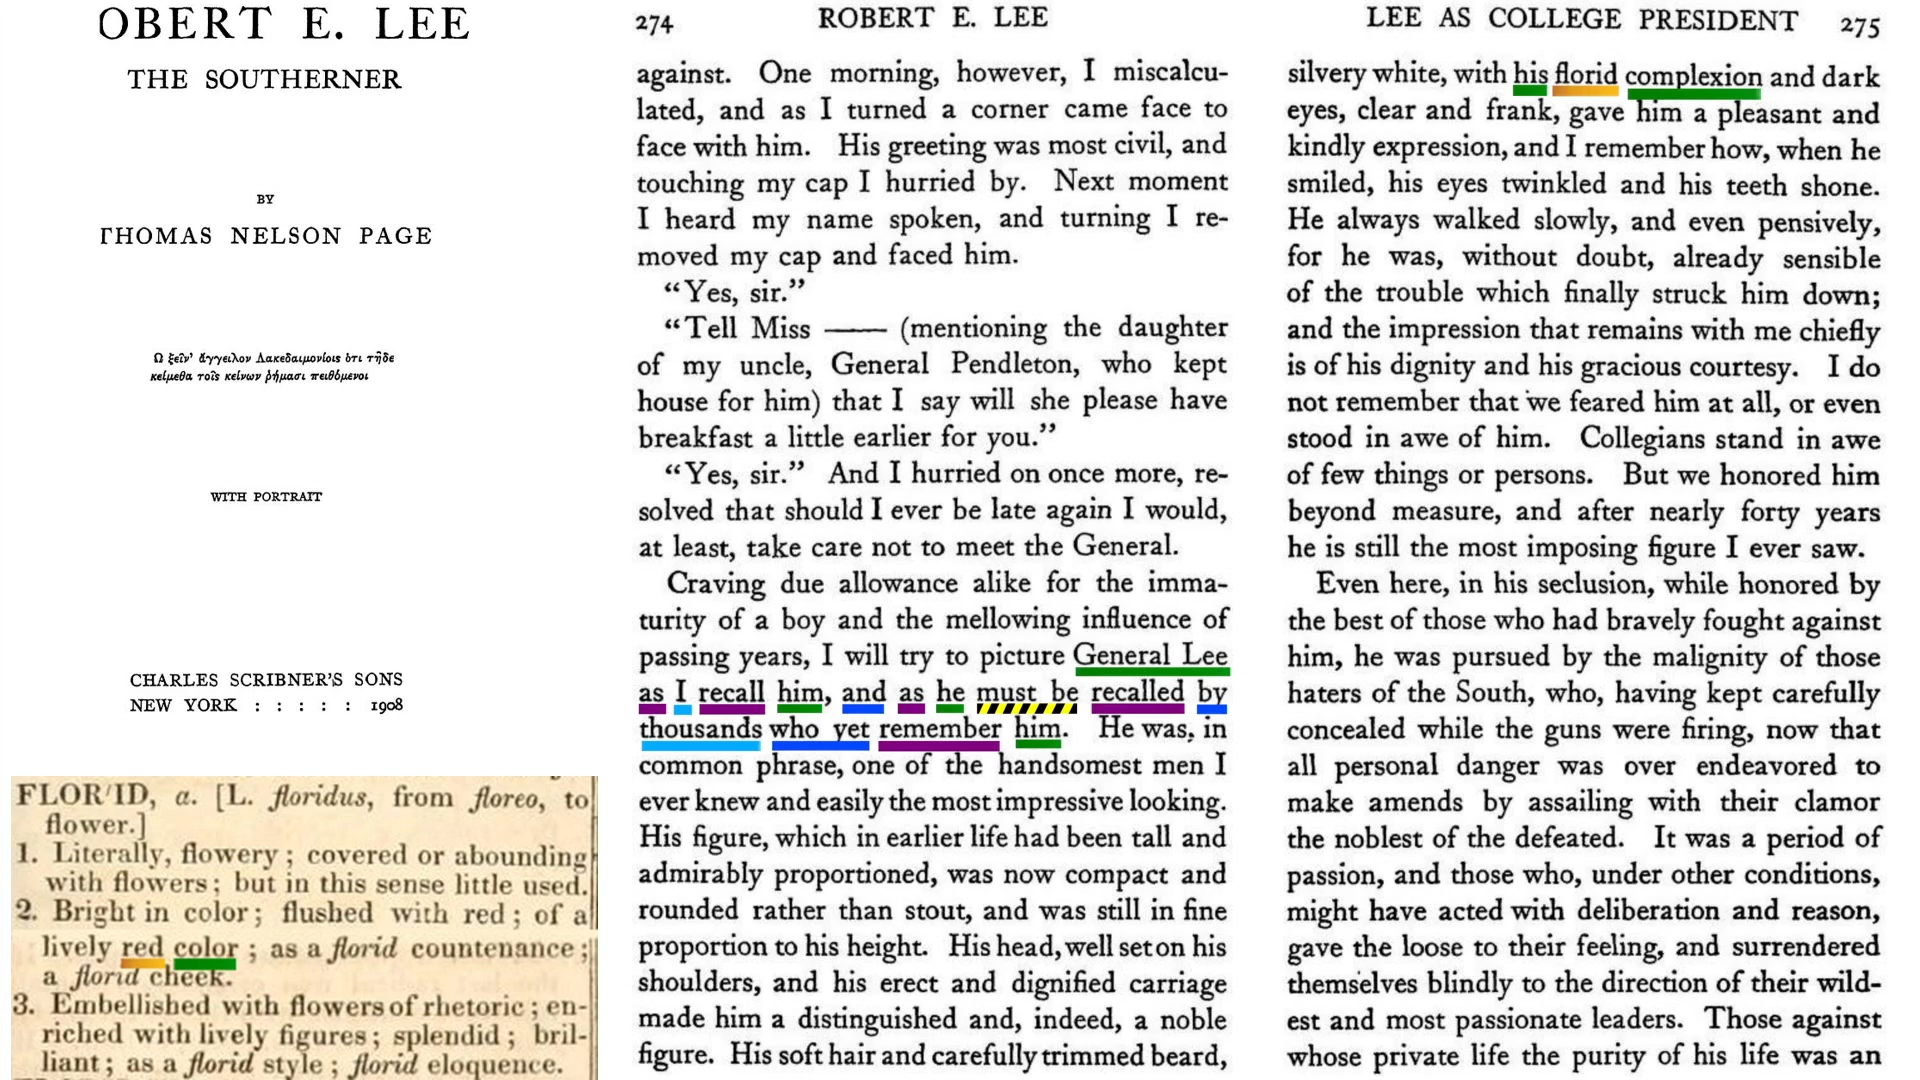 OBERT E. LEE
THE SOUTHERNER
BY
THOMAS NELSON PAGE
Ω ξεῖν' ἄγγειλον Λακεδαιμονίοις ὅτι τῇδε
κείμεθα τοῖς κείνων ῥήμασι πειθόμενοι
WITH PORTRAIT
CHARLES SCRIBNER'S SONS
NEW YORK : : : : : 1908
FLOR'ID, a. [L. floridus, from floreo, to
flower.]
1. Literally, flowery; covered or abounding
with flowers; but in this sense little used.
2. Bright in color; flushed with red; of a
lively red color; as a florid countenance;
a florid cheek.
3. Embellished with flowers of rhetoric; en-
riched with lively figures; splendid; bril-
liant; as a florid style; florid eloquence.
274 ROBERT E. LEE
against. One morning, however, I miscalcu-
lated, and as I turned a corner came face to
face with him. His greeting was most civil, and
touching my cap I hurried by. Next moment
I heard my name spoken, and turning I re-
moved my cap and faced him.
“Yes, sir.”
“Tell Miss —— (mentioning the daughter
of my uncle, General Pendleton, who kept
house for him) that I say will she please have
breakfast a little earlier for you.”
“Yes, sir.” And I hurried on once more, re-
solved that should I ever be late again I would,
at least, take care not to meet the General.
Craving due allowance alike for the imma-
turity of a boy and the mellowing influence of
passing years, I will try to picture General Lee
as I recall him, and as he must be recalled by
thousands who yet remember him. He was, in
common phrase, one of the handsomest men I
ever knew and easily the most impressive looking.
His figure, which in earlier life had been tall and
admirably proportioned, was now compact and
rounded rather than stout, and was still in fine
proportion to his height. His head, well set on his
shoulders, and his erect and dignified carriage
made him a distinguished and, indeed, a noble
figure. His soft hair and carefully trimmed beard,
LEE AS COLLEGE PRESIDENT 275
silvery white, with his florid complexion and dark
eyes, clear and frank, gave him a pleasant and
kindly expression, and I remember how, when he
smiled, his eyes twinkled and his teeth shone.
He always walked slowly, and even pensively,
for he was, without doubt, already sensible
of the trouble which finally struck him down;
and the impression that remains with me chiefly
is of his dignity and his gracious courtesy. I do
not remember that we feared him at all, or even
stood in awe of him. Collegians stand in awe
of few things or persons. But we honored him
beyond measure, and after nearly forty years
he is still the most imposing figure I ever saw.
Even here, in his seclusion, while honored by
the best of those who had bravely fought against
him, he was pursued by the malignity of those
haters of the South, who, having kept carefully
concealed while the guns were firing, now that
all personal danger was over endeavored to
make amends by assailing with their clamor
the noblest of the defeated. It was a period of
passion, and those who, under other conditions,
might have acted with deliberation and reason,
gave the loose to their feeling, and surrendered
themselves blindly to the direction of their wild-
est and most passionate leaders. Those against
whose private life the purity of his life was an